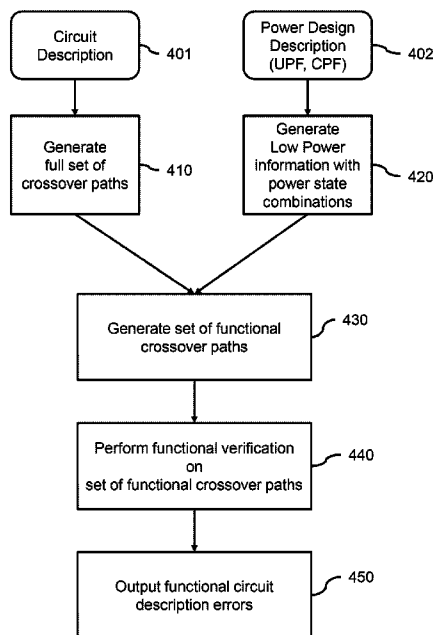 Circuit
Description
401
Power Design
Description
(UPF, CPF)
402
Generate
full set of
crossover paths
410
Generate
Low Power
information with
power state
combinations
420
Generate set of functional
crossover paths
430
Perform functional verification
on
set of functional crossover paths
440
Output functional circuit
description errors
450